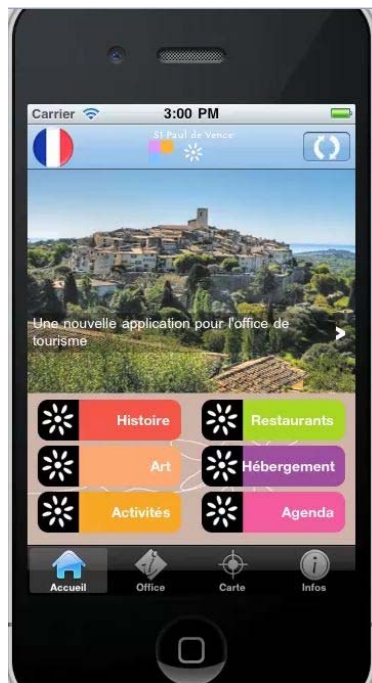 Carrier 3:00 PM
St Paul de Vence
Une nouvelle application pour l'office de
tourisme
Histoire Restaurants
Art Hébergement
Activités Agenda
Accueil Office Carte Infos